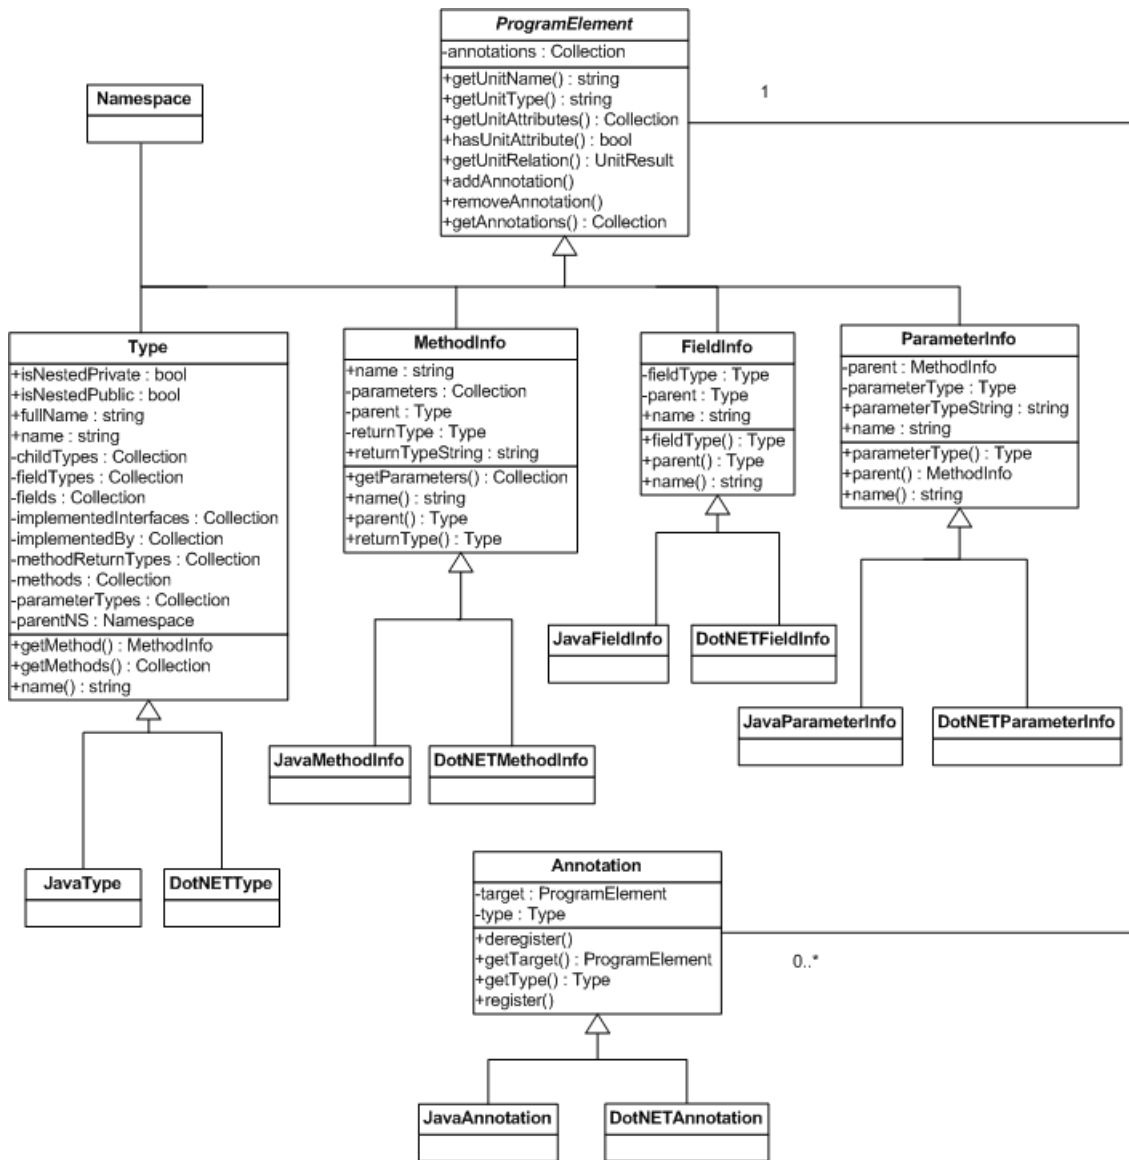 ProgramElement
-annotations : Collection
+getUnitName() : string
+getUnitType() : string
+getUnitAttributes() : Collection
+hasUnitAttribute() : bool
+getUnitRelation() : UnitResult
+addAnnotation()
+removeAnnotation()
+getAnnotations() : Collection
1
Namespace
Type
+isNestedPrivate : bool
+isNestedPublic : bool
+fullName : string
+name : string
-childTypes : Collection
-fieldTypes : Collection
-fields : Collection
-implementedInterfaces : Collection
-implementedBy : Collection
-methodReturnTypes : Collection
-methods : Collection
-parameterTypes : Collection
-parentNS : Namespace
+getMethod() : MethodInfo
+getMethods() : Collection
+name() : string
MethodInfo
+name : string
-parameters : Collection
-parent : Type
-returnType : Type
+returnTypeString : string
+getParameters() : Collection
+name() : string
+parent() : Type
+returnType() : Type
FieldInfo
-fieldType : Type
-parent : Type
+name : string
+fieldType() : Type
+parent() : Type
+name() : string
ParameterInfo
-parent : MethodInfo
-parameterType : Type
+parameterTypeString : string
+name : string
+parameterType() : Type
+parent() : MethodInfo
+name() : string
JavaFieldInfo
DotNETFieldInfo
JavaParameterInfo
DotNETParameterInfo
JavaMethodInfo
DotNETMethodInfo
JavaType
DotNETType
Annotation
-target : ProgramElement
-type : Type
+deregister()
+getTarget() : ProgramElement
+getType() : Type
+register()
0..*
JavaAnnotation
DotNETAnnotation